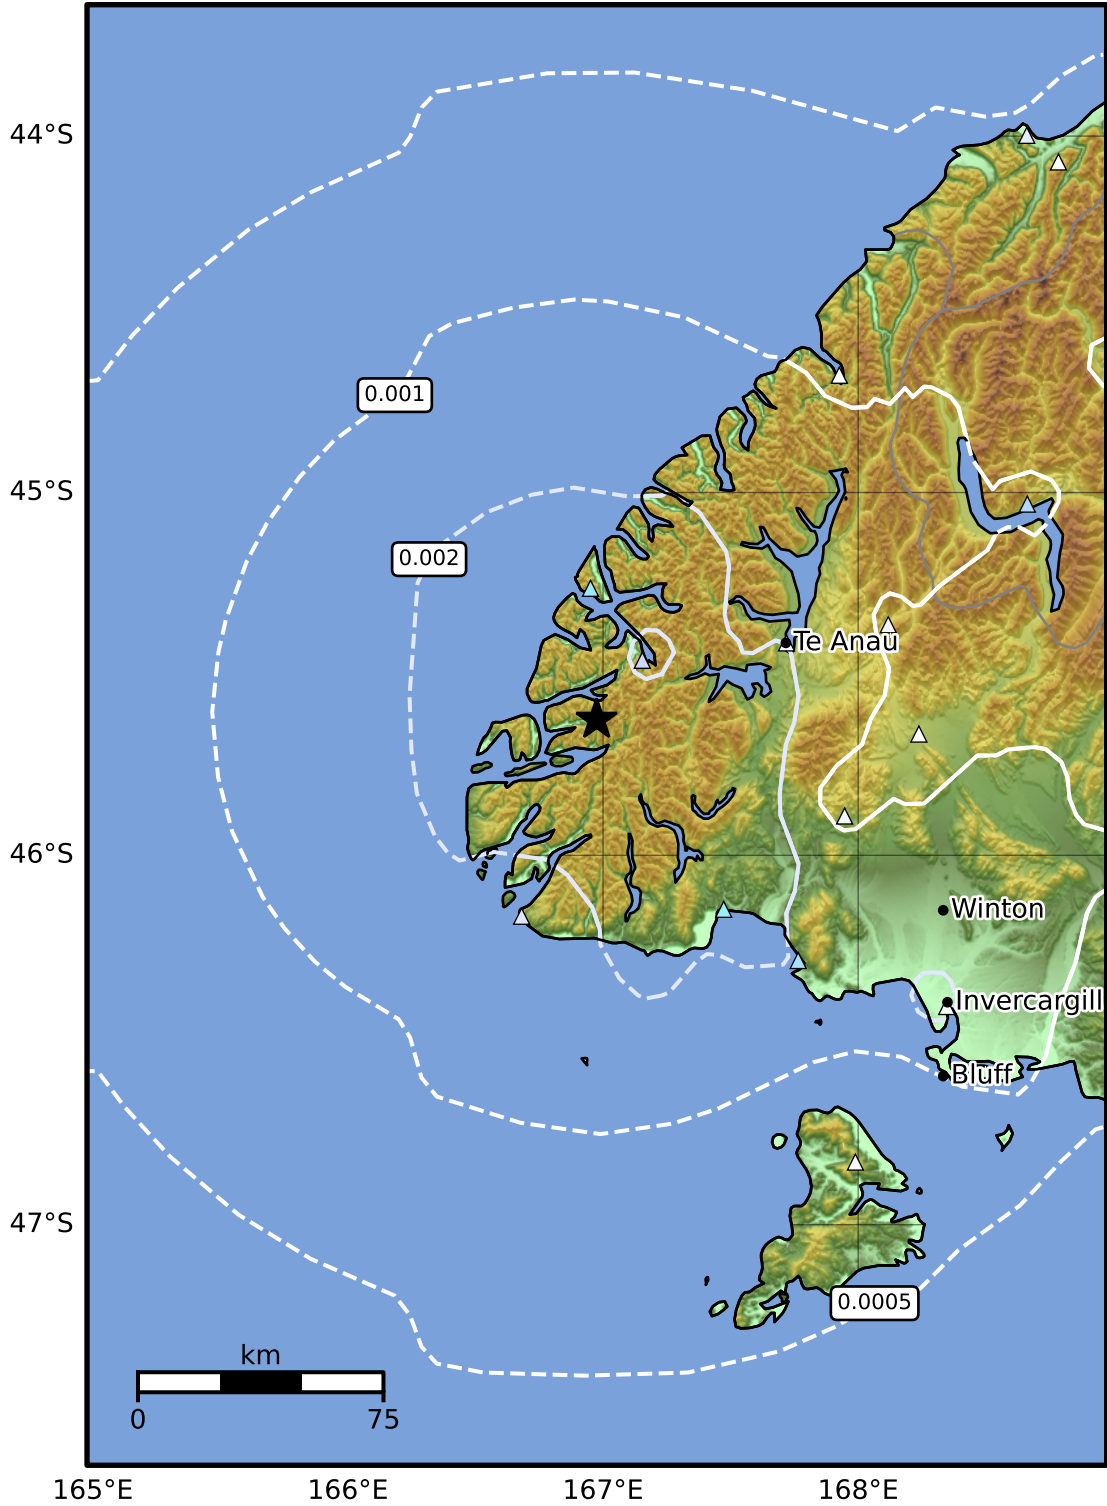 44°S
0.001
45°S
0.002
Te Anau
46°S
Winton
Invercargill
Bluff
47°S
0.0005
km
0
75
165°E
166°E
167°E
168°E